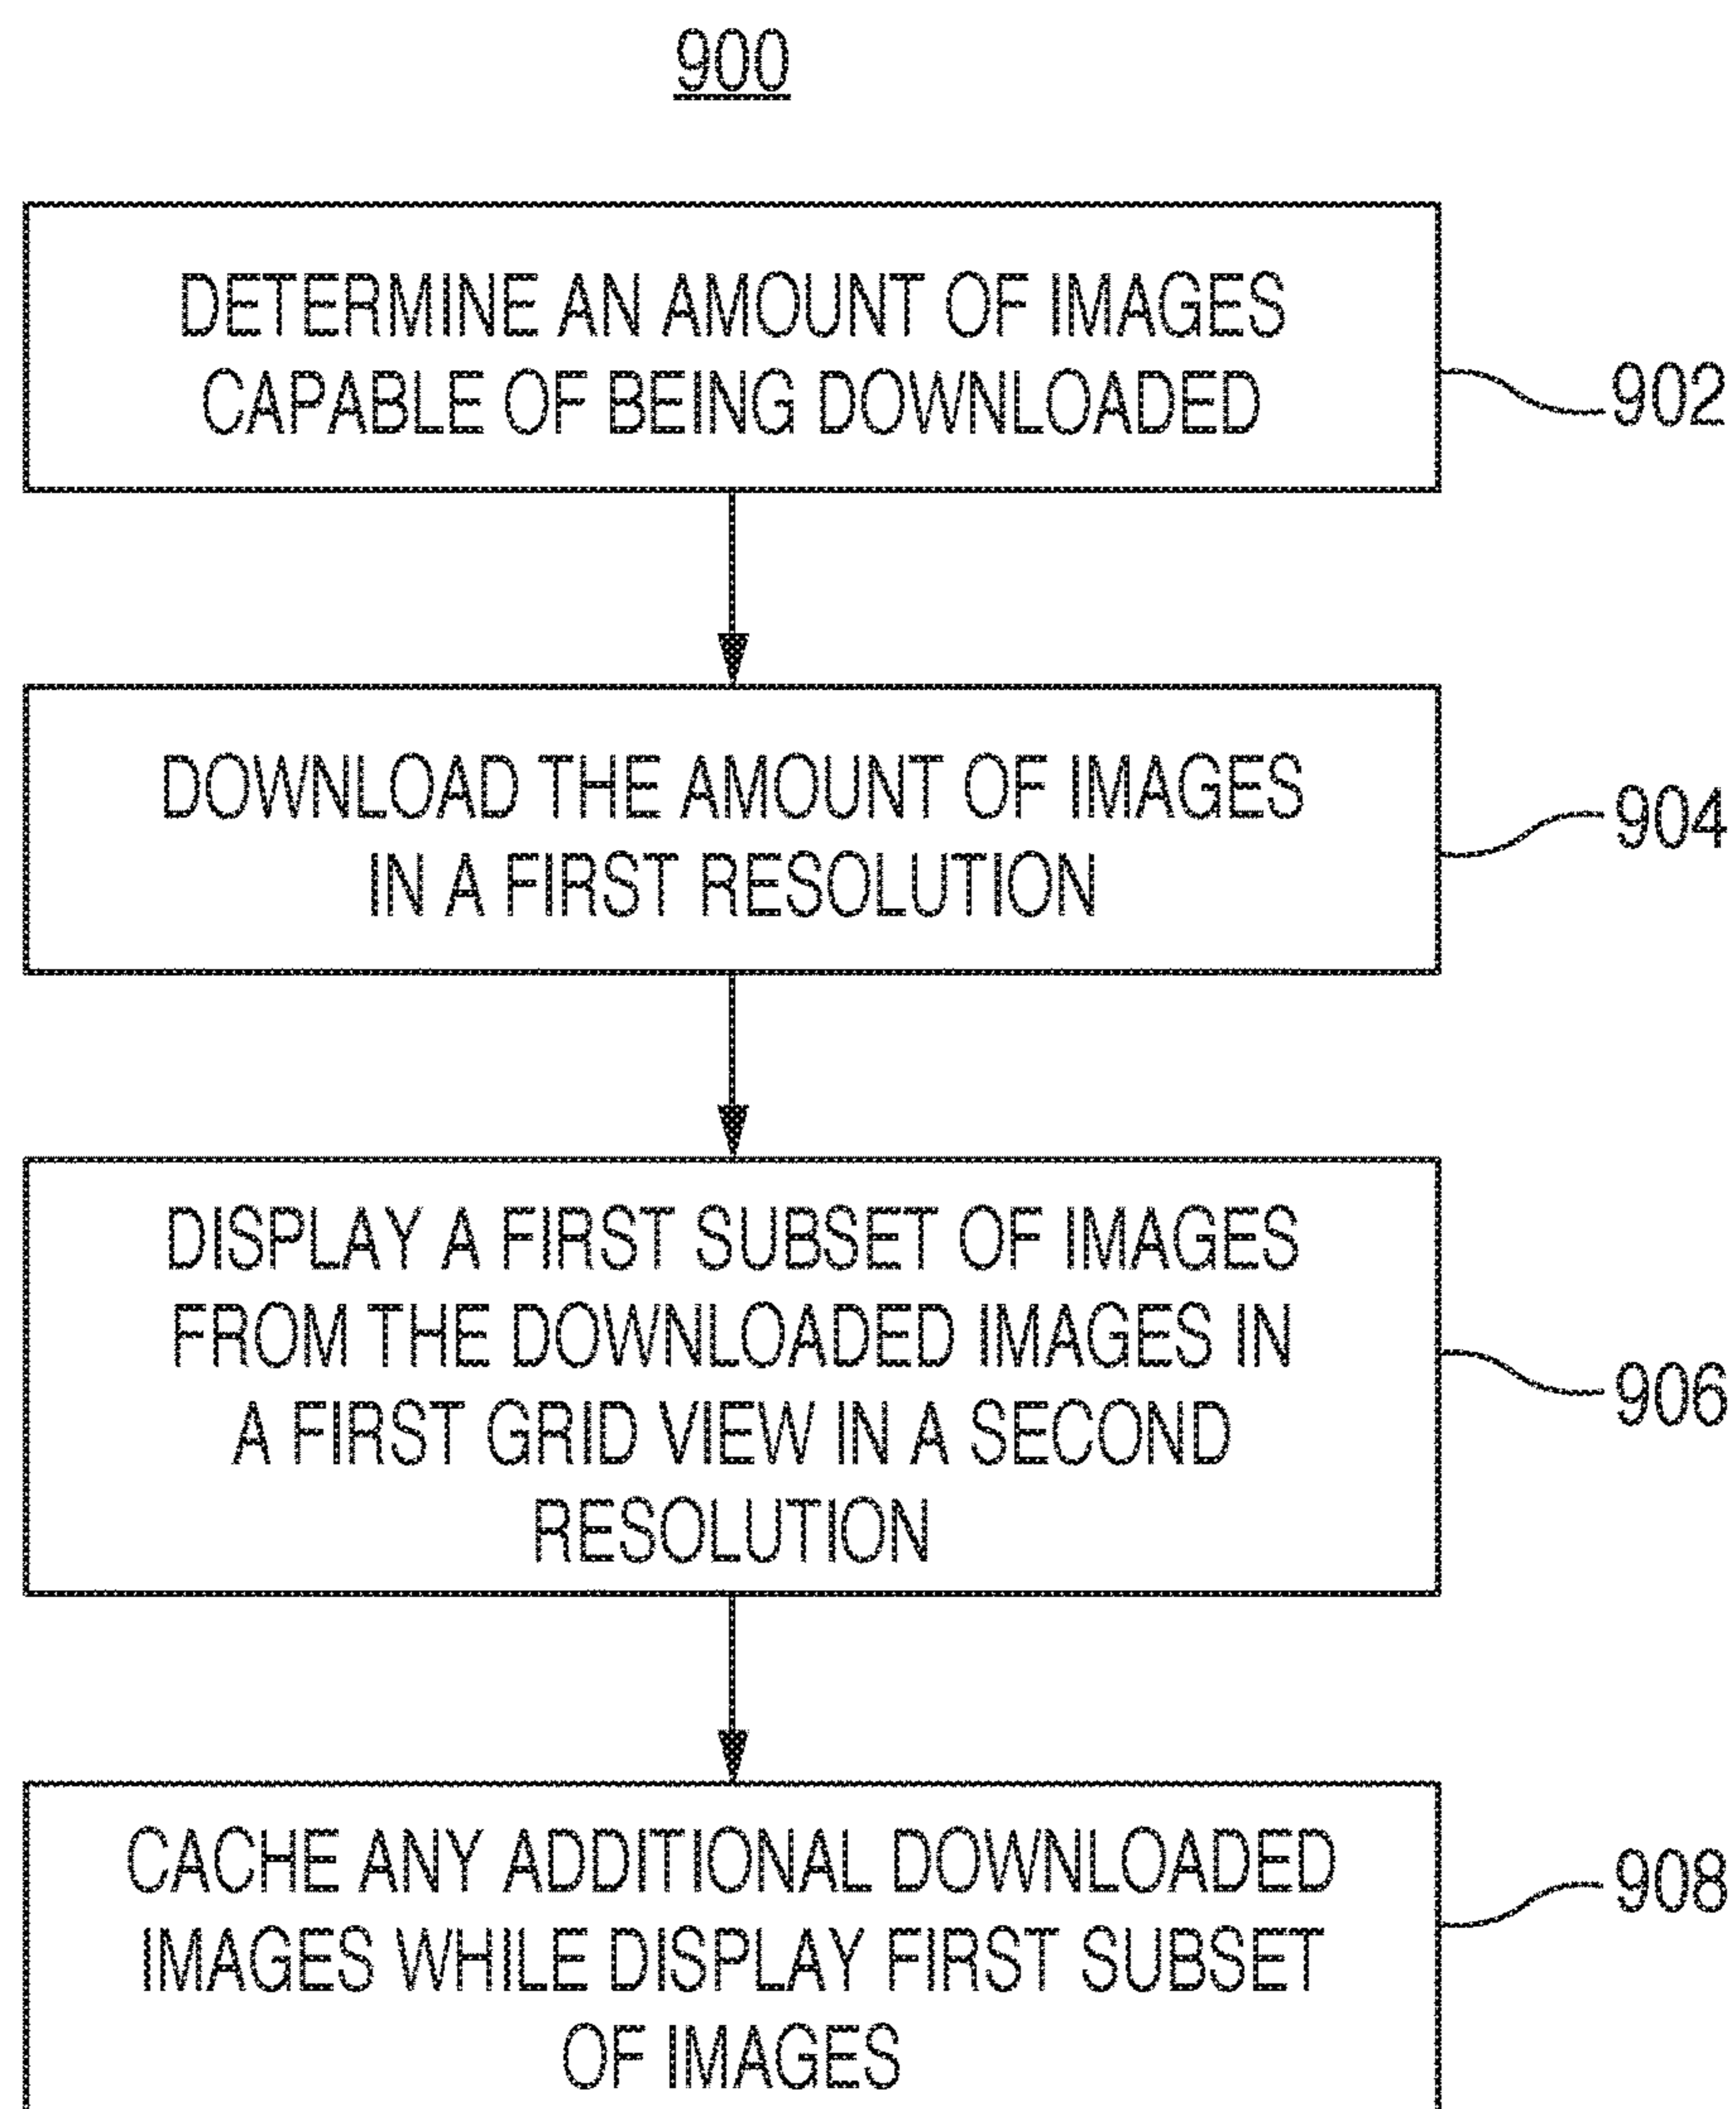 900
DETERMINE AN AMOUNT OF IMAGES
CAPABLE OF BEING DOWNLOADED
902
DOWNLOAD THE AMOUNT OF IMAGES
IN A FIRST RESOLUTION
904
DISPLAY A FIRST SUBSET OF IMAGES
FROM THE DOWNLOADED IMAGES IN
A FIRST GRID VIEW IN A SECOND
RESOLUTION
906
CACHE ANY ADDITIONAL DOWNLOADED
IMAGES WHILE DISPLAY FIRST SUBSET
OF IMAGES
908